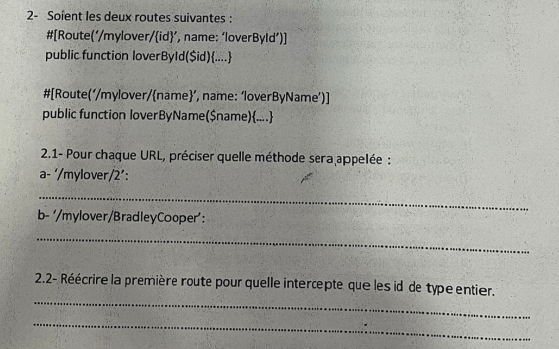 2- Soient les deux routes suivantes :
#[Route('/mylover/{id}', name: 'loverById')]
public function loverById($id){....}
#[Route('/mylover/{name}', name: 'loverByName')]
public function loverByName($name){....}
2.1- Pour chaque URL, préciser quelle méthode sera appelée :
a- '/mylover/2':
b- '/mylover/BradleyCooper':
2.2- Réécrire la première route pour quelle intercepte que les id de type entier.